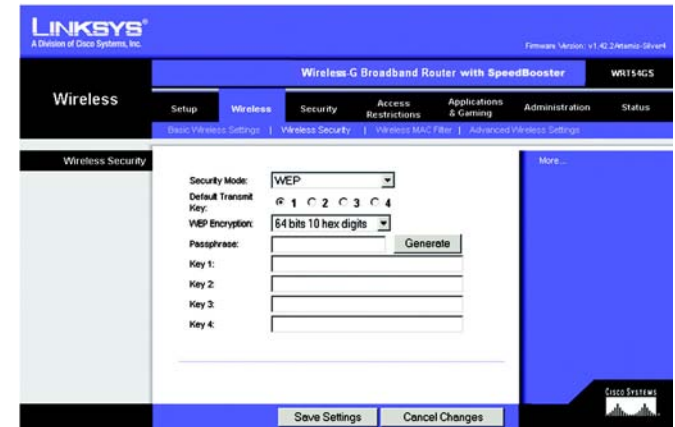 LINKSYS®
A Division of Cisco Systems, Inc.
Firmware Version: v1.42.2Artemis-Silver4
Wireless-G Broadband Router with SpeedBooster WRT54GS
Wireless
Setup Wireless Security Access Restrictions Applications & Gaming Administration Status
Basic Wireless Settings | Wireless Security | Wireless MAC Filter | Advanced Wireless Settings
Wireless Security
More...
Security Mode: WEP
Default Transmit Key: 1 2 3 4
WEP Encryption: 64 bits 10 hex digits
Passphrase: Generate
Key 1:
Key 2:
Key 3:
Key 4:
CISCO SYSTEMS
Save Settings Cancel Changes